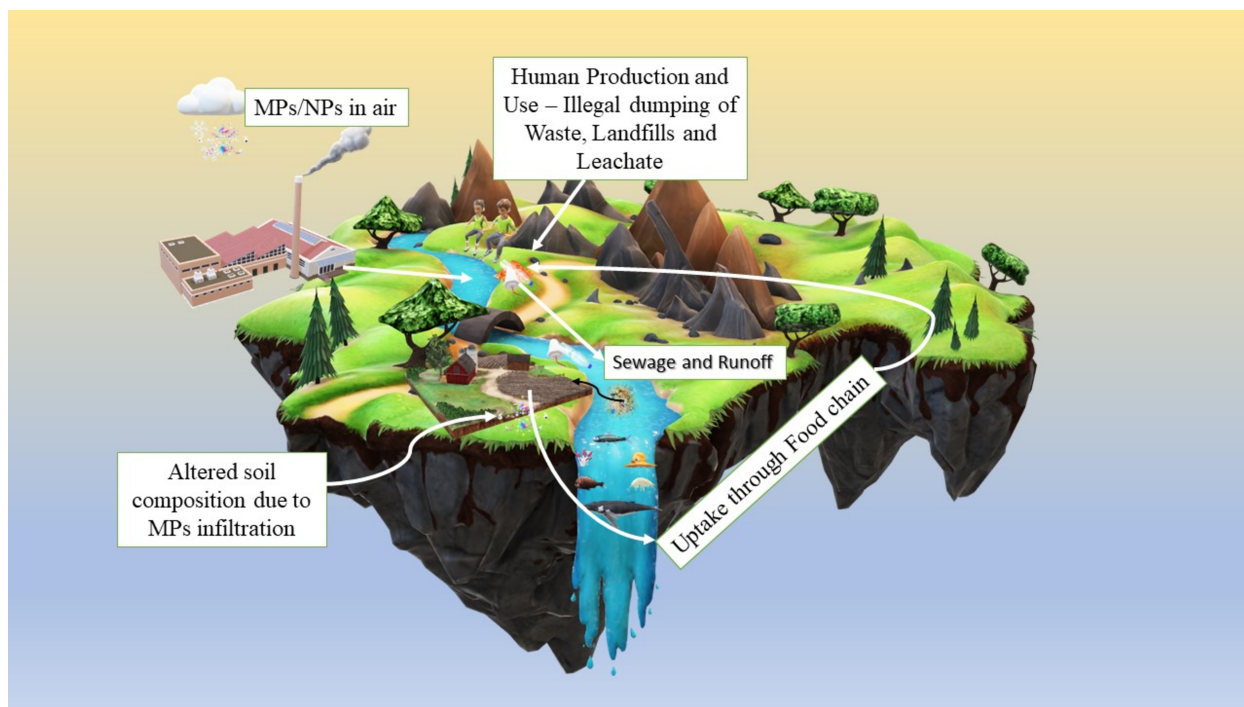 MPs/NPs in air
Human Production and
Use – Illegal dumping of
Waste, Landfills and
Leachate
Sewage and Runoff
Altered soil
composition due to
MPs infiltration
Uptake through Food chain